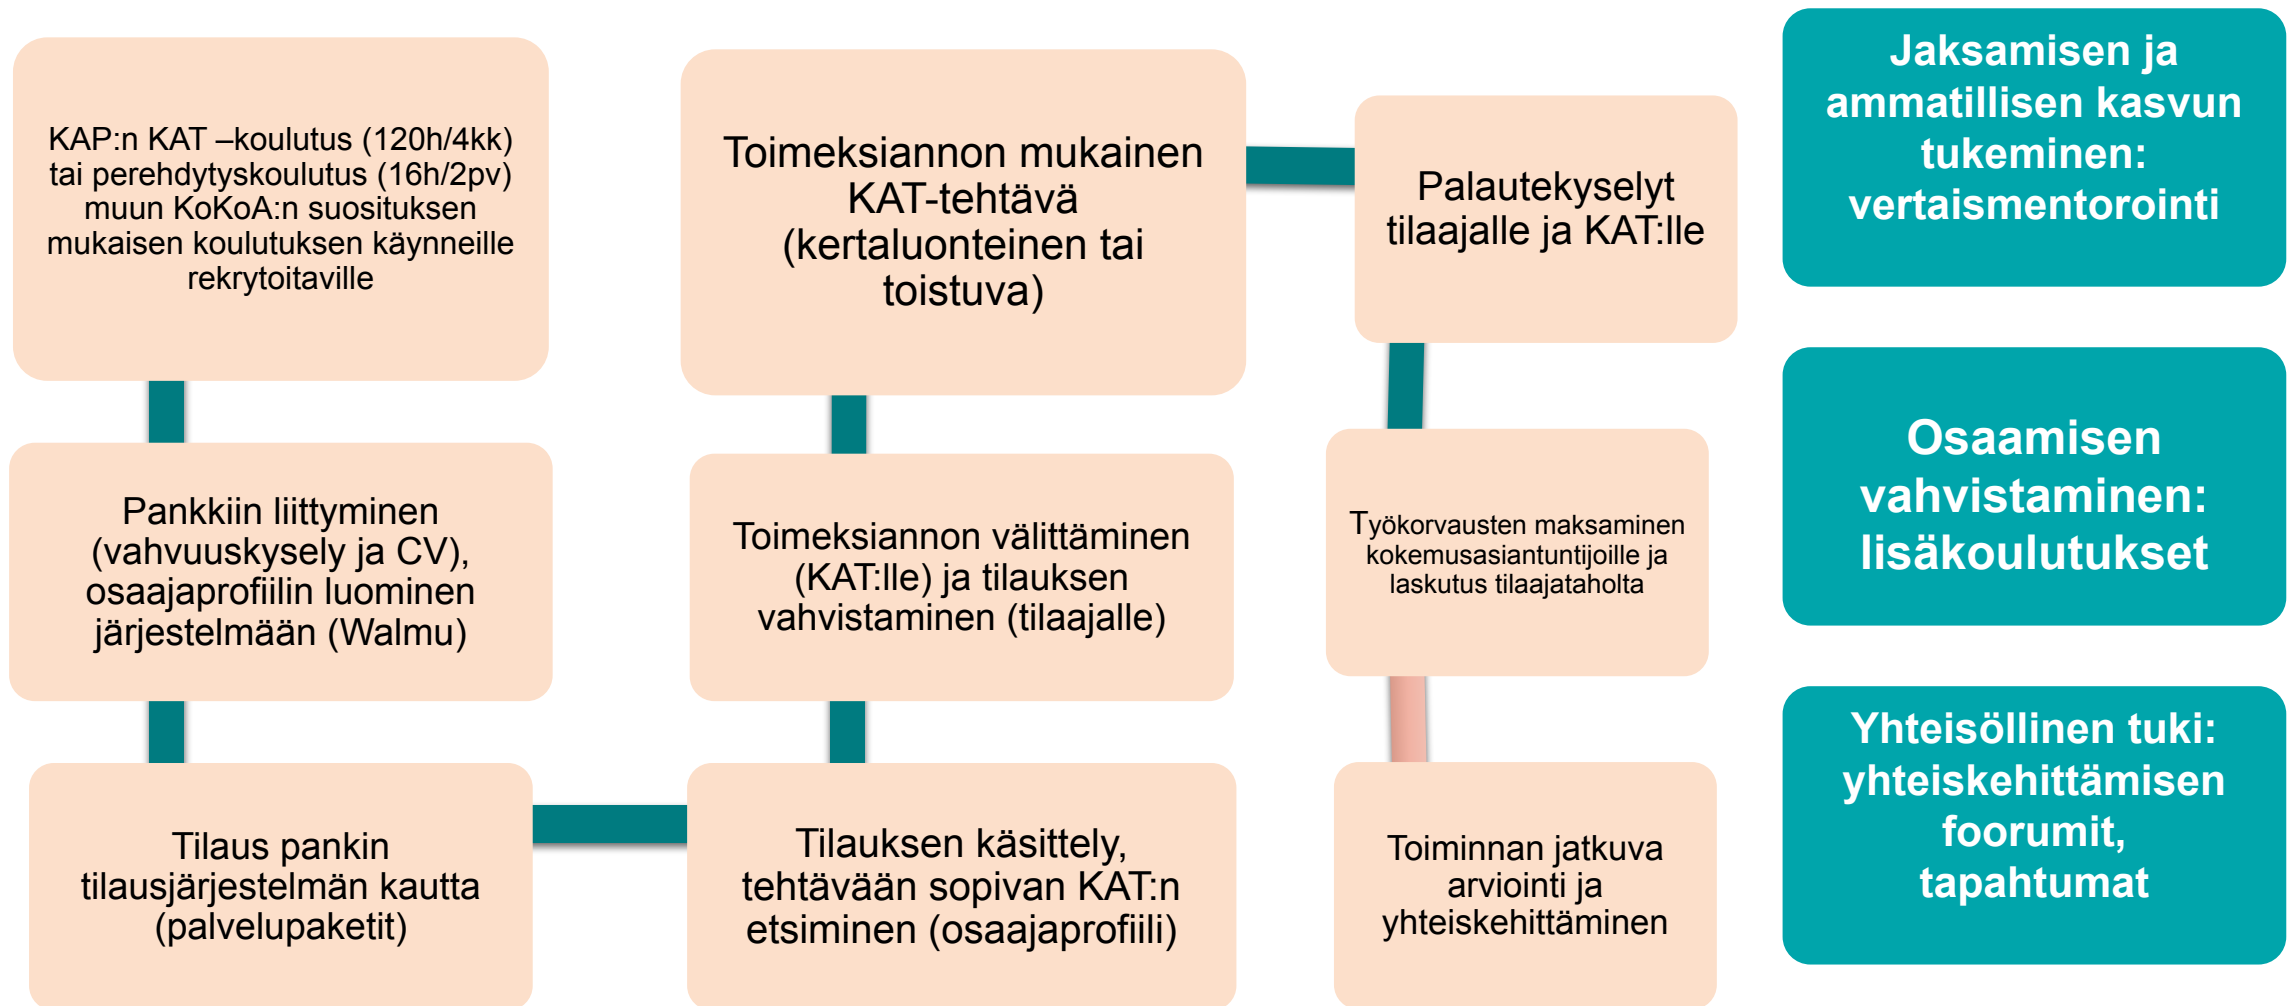 KAP:n KAT –koulutus (120h/4kk)
tai perehdytyskoulutus (16h/2pv)
muun KoKoA:n suosituksen
mukaisen koulutuksen käynneille
rekrytoitaville
Pankkiin liittyminen
(vahvuuskysely ja CV),
osaajaprofiilin luominen
järjestelmään (Walmu)
Tilaus pankin
tilausjärjestelmän kautta
(palvelupaketit)
Tilauksen käsittely,
tehtävään sopivan KAT:n
etsiminen (osaajaprofiili)
Toimeksiannon välittäminen
(KAT:lle) ja tilauksen
vahvistaminen (tilaajalle)
Toimeksiannon mukainen
KAT-tehtävä
(kertaluonteinen tai
toistuva)
Palautekyselyt
tilaajalle ja KAT:lle
Työkorvausten maksaminen
kokemusasiantuntijoille ja
laskutus tilaajataholta
Toiminnan jatkuva
arviointi ja
yhteiskehittäminen
Jaksamisen ja
ammatillisen kasvun
tukeminen:
vertaismentorointi
Osaamisen
vahvistaminen:
lisäkoulutukset
Yhteisöllinen tuki:
yhteiskehittämisen
foorumit,
tapahtumat